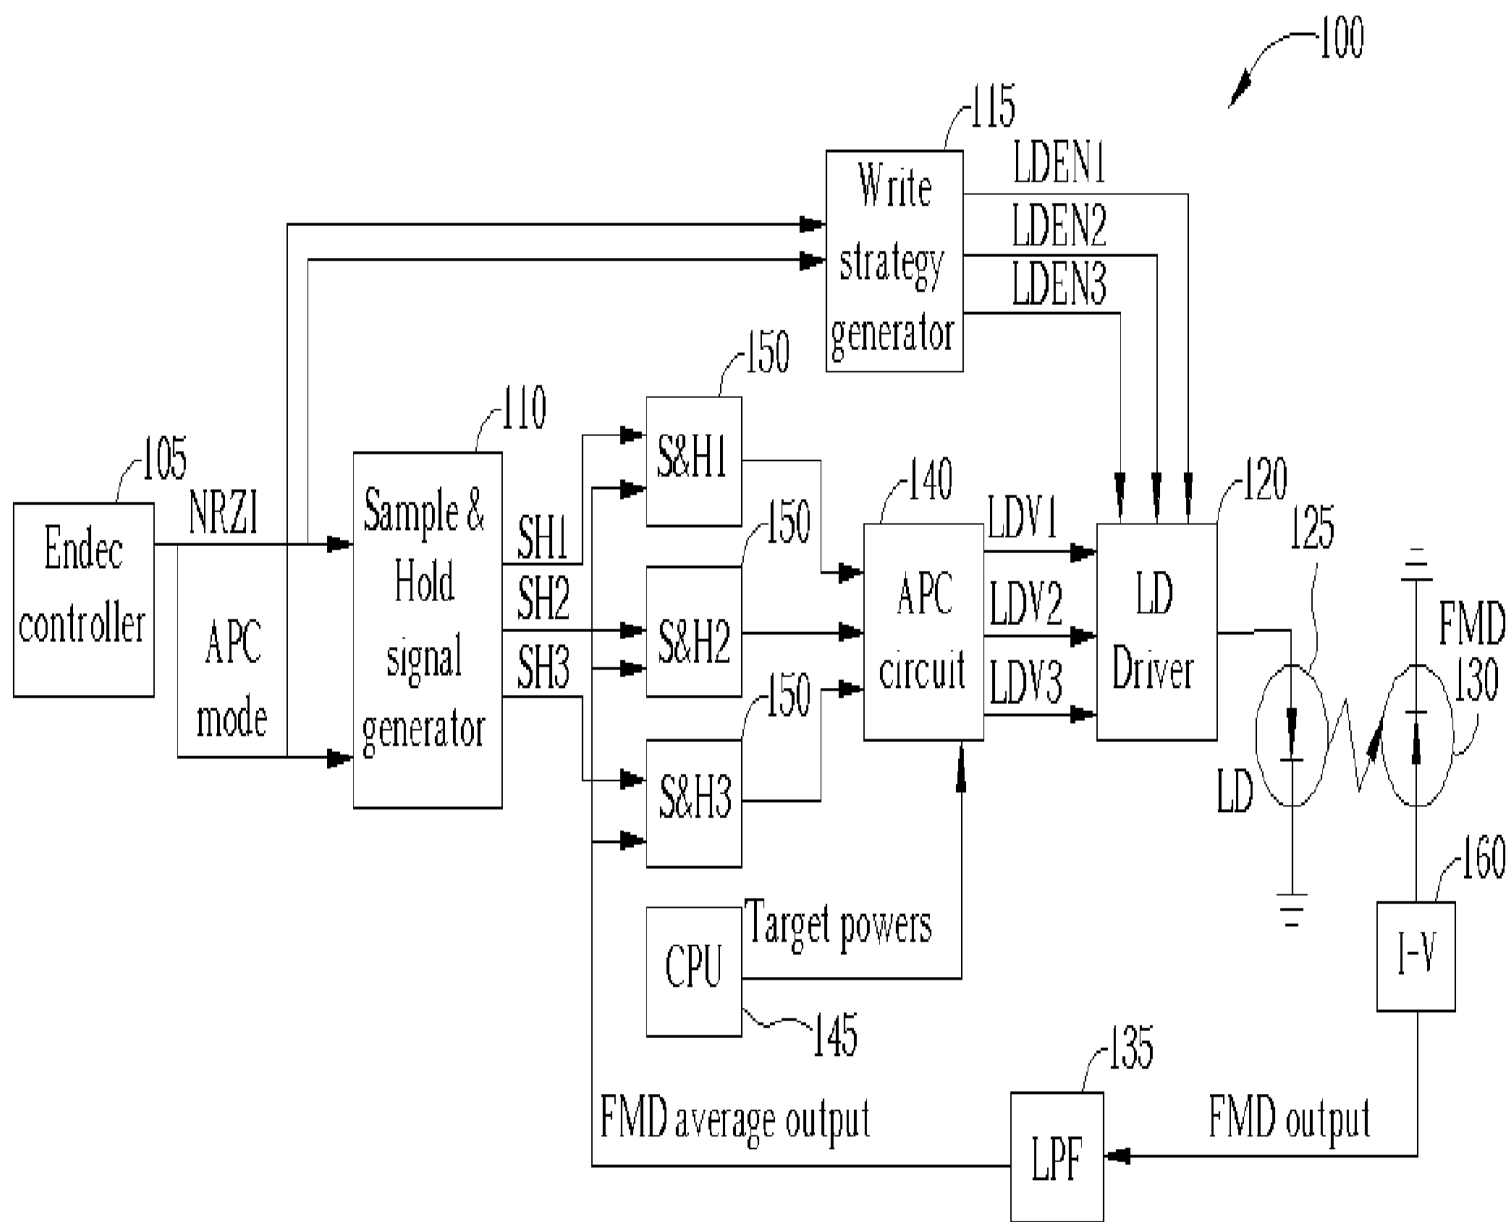 100
115
Write
strategy
generator
LDEN1
LDEN2
LDEN3
150
110
105
NRZI
Endec
controller
APC
mode
Sample &
Hold
signal
generator
SH1
SH2
SH3
S&H1
150
S&H2
150
S&H3
140
APC
circuit
LDV1
LDV2
LDV3
120
LD
Driver
125
LD
FMD
130
160
I-V
Target powers
CPU
145
135
FMD average output
LPF
FMD output